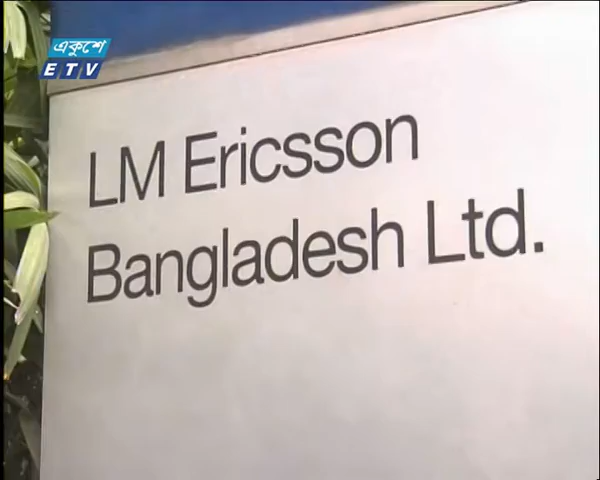 একুশে
ETV
LM Ericsson
Bangladesh Ltd.